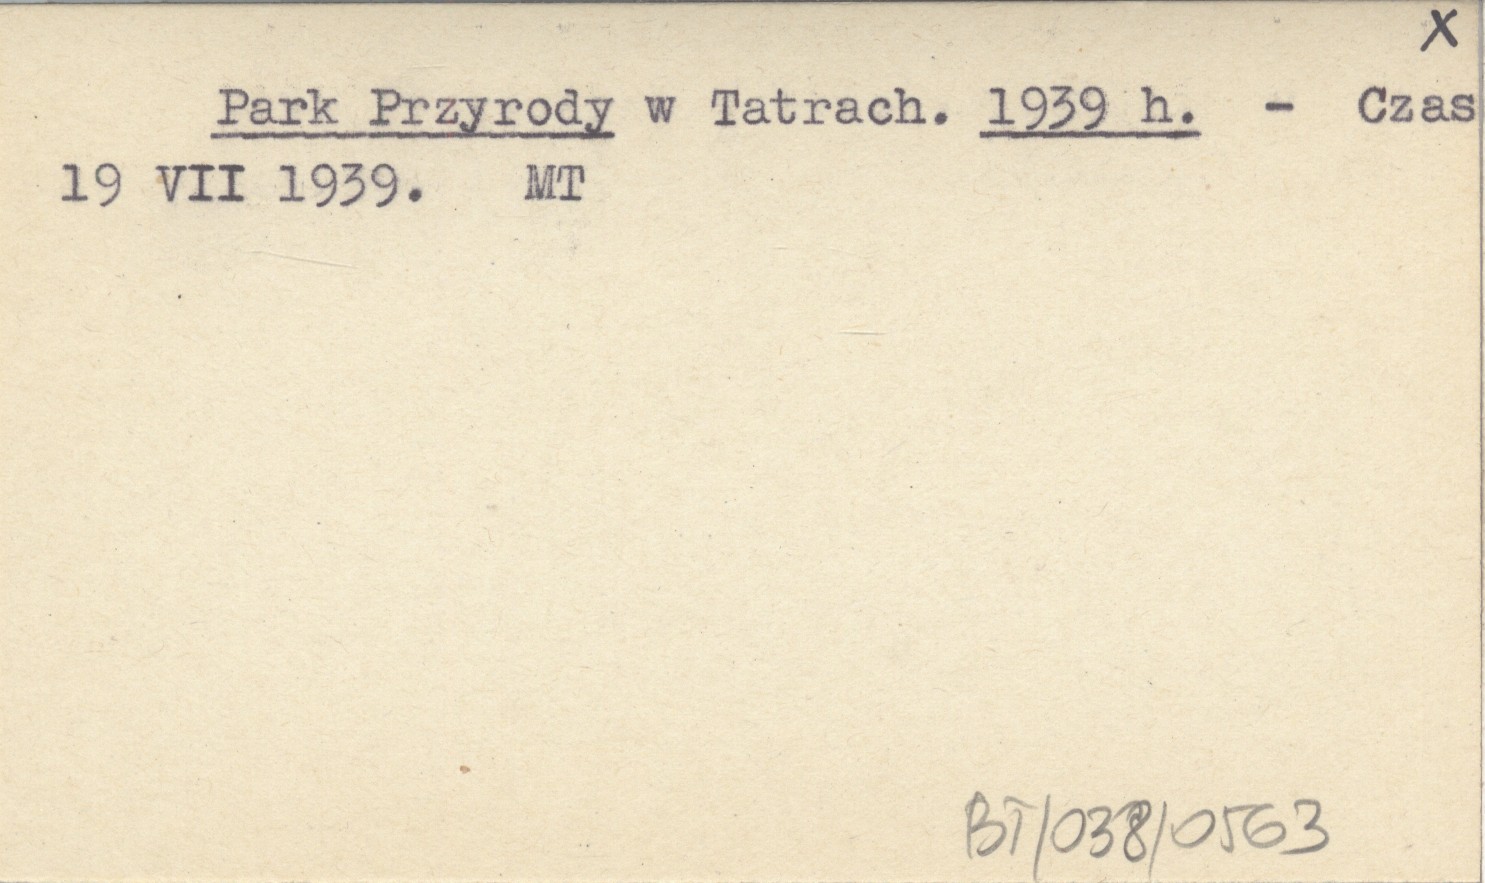 X
Park Przyrody w Tatrach. 1939 h. - Czas
19 VII 1939. MT
BT/038/0563